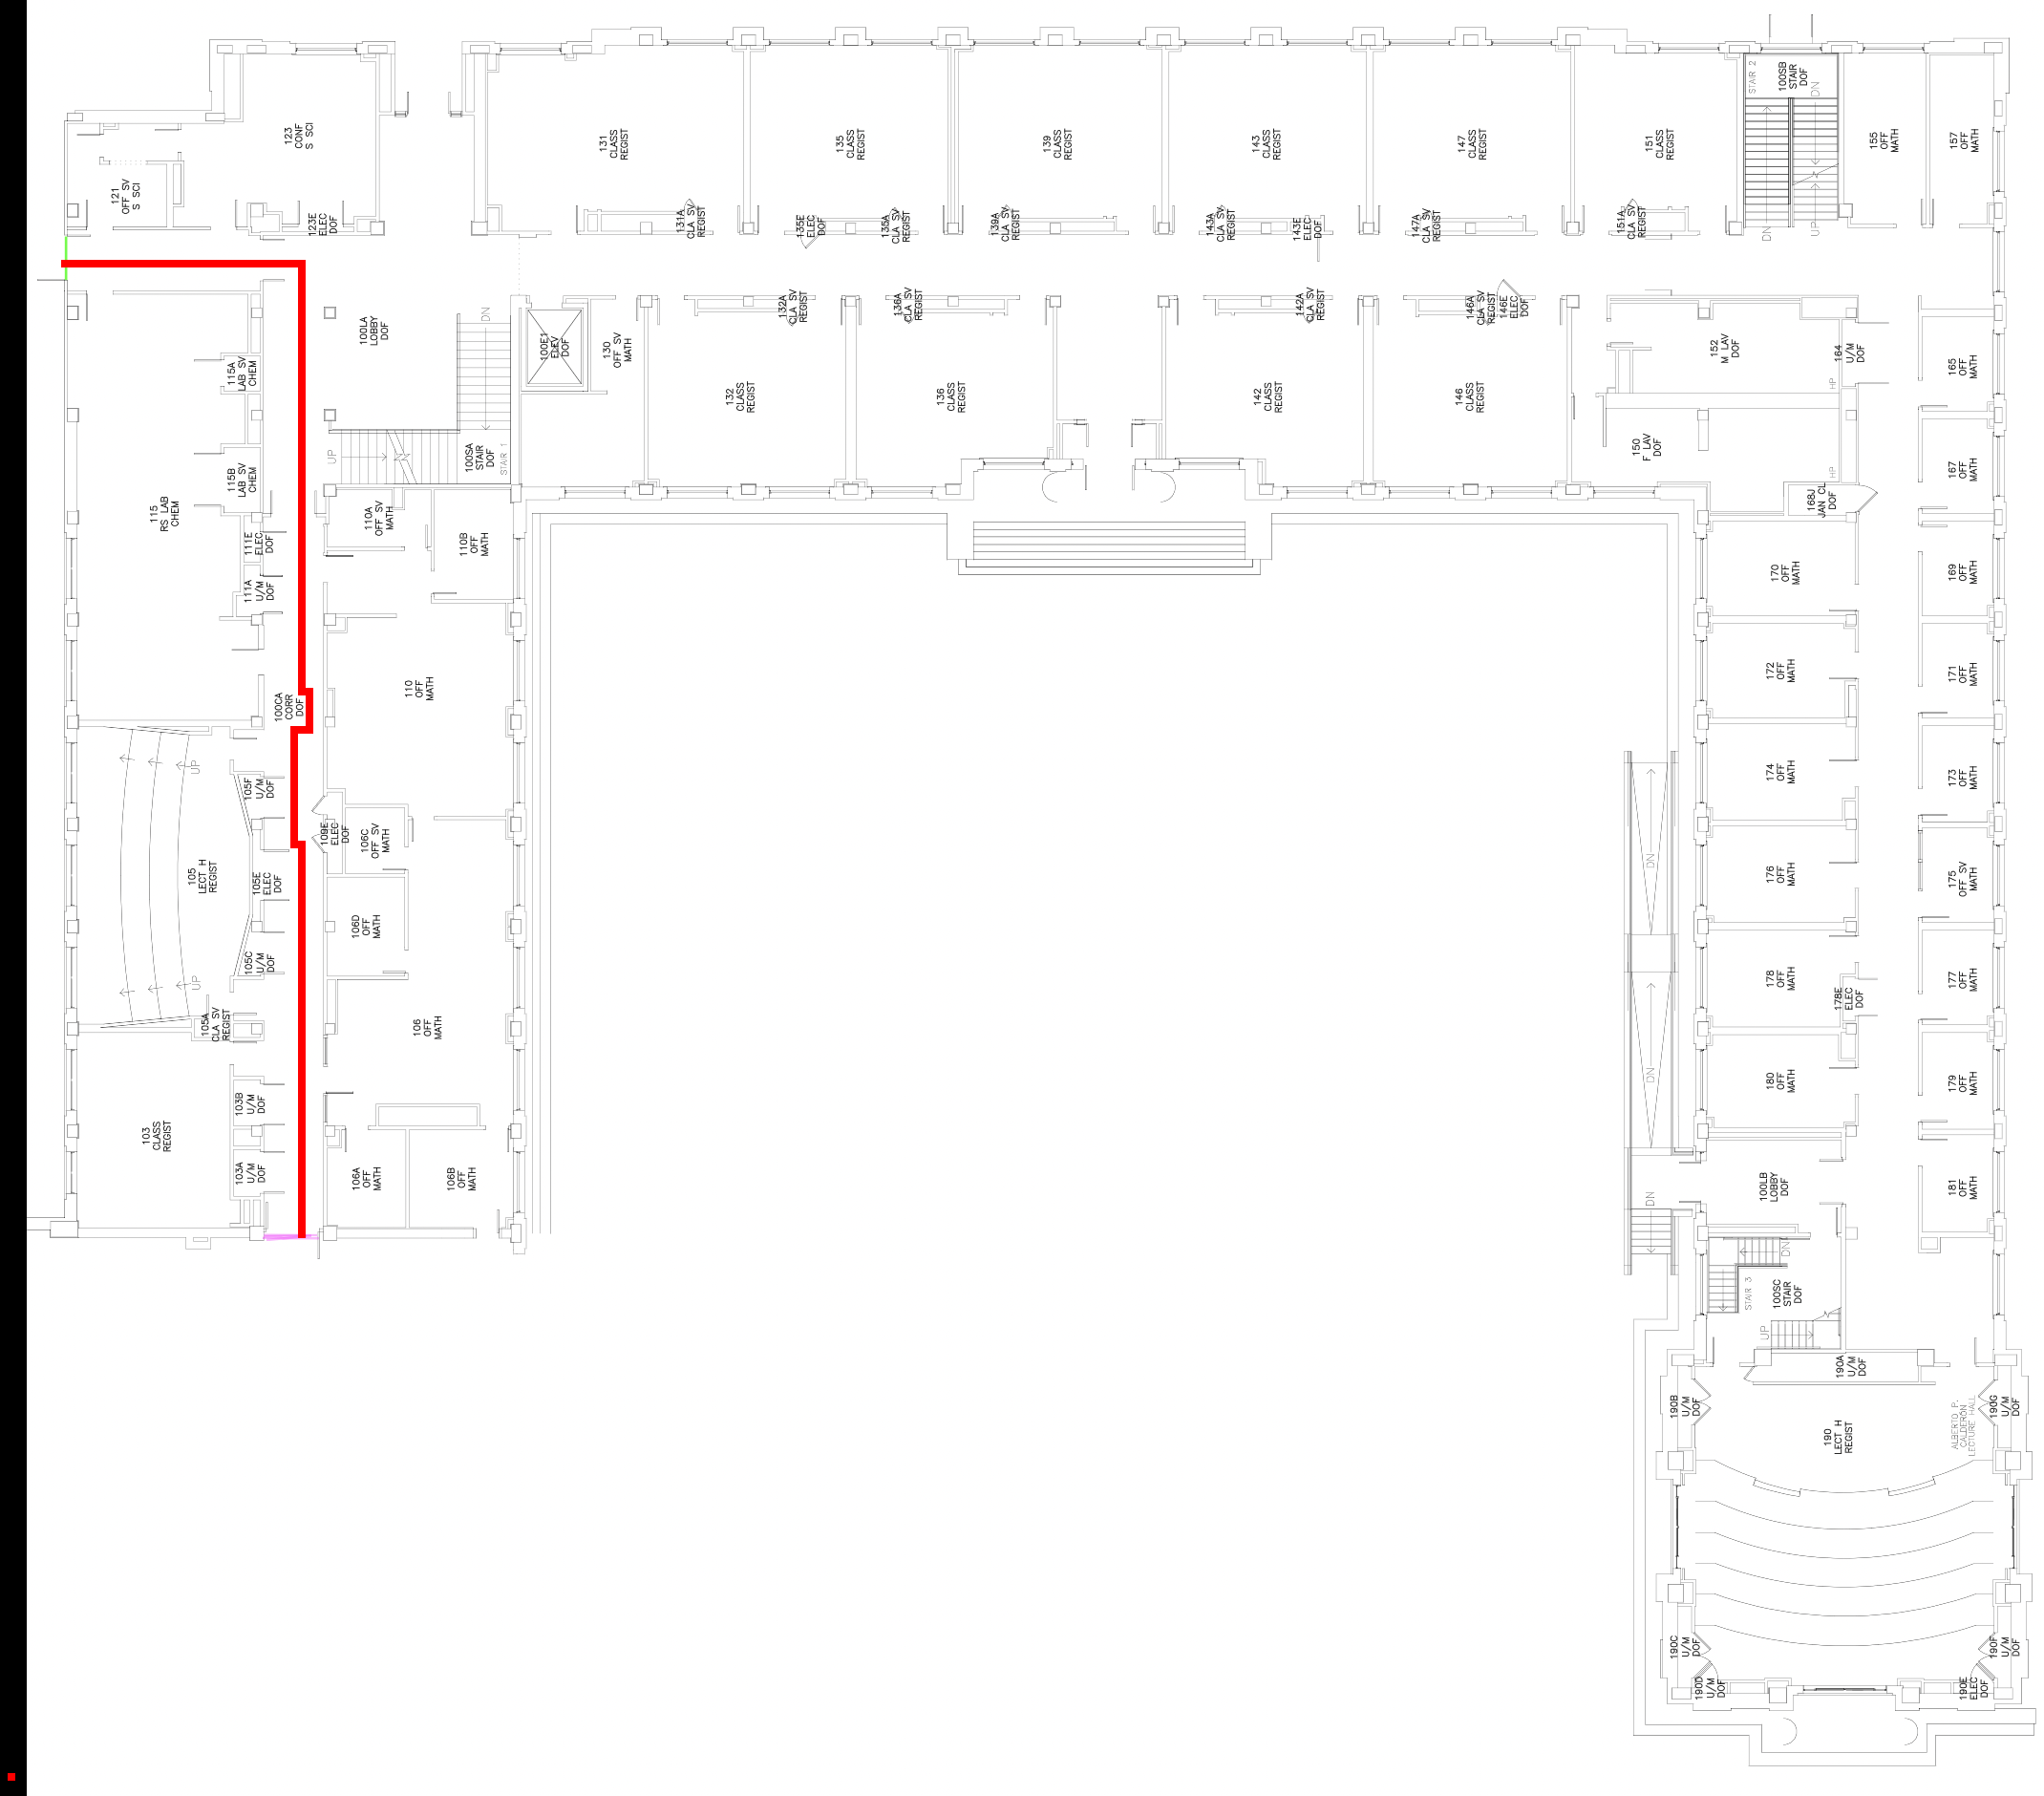 123
CONF
S SCI
121
OFF SV
S SCI
123E
ELEC
DOF
131
CLASS
REGIST
135
CLASS
REGIST
139
CLASS
REGIST
143
CLASS
REGIST
147
CLASS
REGIST
151
CLASS
REGIST
STAIR 2
100SB
STAIR
DOF
DN
DN
UP
155
OFF
MATH
157
OFF
MATH
131A
CLA SV
REGIST
135E
ELEC
DOF
135A
CLA SV
REGIST
139A
CLA SV
REGIST
143A
CLA SV
REGIST
143E
ELEC
DOF
147A
CLA SV
REGIST
151A
CLA SV
REGIST
100LA
LOBBY
DOF
DN
100E1
ELEV
DOF
130
OFF SV
MATH
132A
CLA SV
REGIST
136A
CLA SV
REGIST
142A
CLA SV
REGIST
146A
CLA SV
REGIST
146E
ELEC
DOF
132
CLASS
REGIST
136
CLASS
REGIST
142
CLASS
REGIST
146
CLASS
REGIST
152
M LAV
DOF
164
U/M
DOF
HP
150
F LAV
DOF
HP
168J
JAN CL
DOF
165
OFF
MATH
167
OFF
MATH
115A
LAB SV
CHEM
115B
LAB SV
CHEM
115
RS LAB
CHEM
111E
ELEC
DOF
111A
U/M
DOF
UP
100SA
STAIR
DOF
STAIR 1
110A
OFF SV
MATH
110B
OFF
MATH
110
OFF
MATH
100CA
CORR
DOF
170
OFF
MATH
169
OFF
MATH
172
OFF
MATH
171
OFF
MATH
174
OFF
MATH
173
OFF
MATH
176
OFF
MATH
175
OFF SV
MATH
178
OFF
MATH
178E
ELEC
DOF
177
OFF
MATH
180
OFF
MATH
179
OFF
MATH
181
OFF
MATH
UP
105F
U/M
DOF
109E
ELEC
DOF
106C
OFF SV
MATH
105
LECT H
REGIST
105E
ELEC
DOF
106D
OFF
MATH
105C
U/M
DOF
UP
105A
CLA SV
REGIST
106
OFF
MATH
103B
U/M
DOF
103
CLASS
REGIST
103A
U/M
DOF
106A
OFF
MATH
106B
OFF
MATH
DN
DN
DN
100LB
LOBBY
DOF
DN
STAIR 3
100SC
STAIR
DOF
UP
190A
U/M
DOF
190B
U/M
DOF
190G
U/M
DOF
ALBERTO P.
CALDERÓN
LECTURE HALL
190
LECT H
REGIST
190C
U/M
DOF
190F
U/M
DOF
190D
U/M
DOF
190E
ELEC
DOF